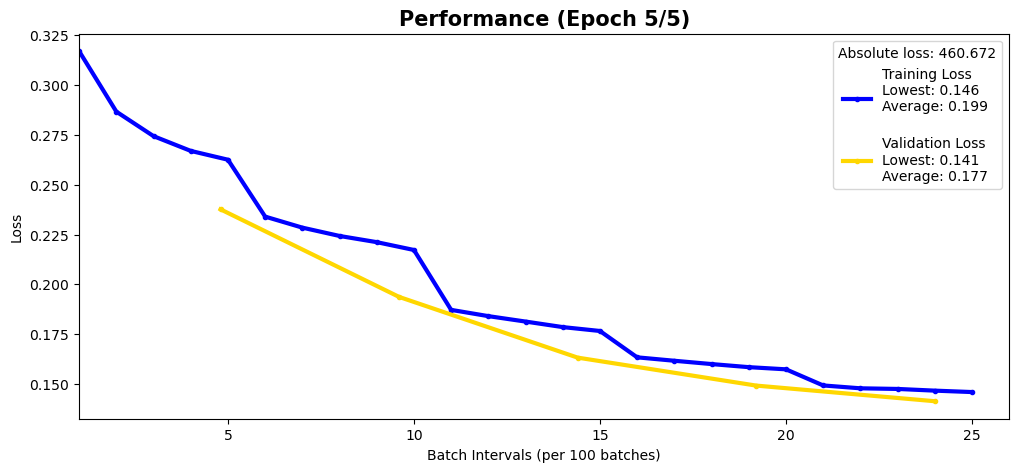 Performance (Epoch 5/5)
Absolute loss: 460.672
Training Loss
Lowest: 0.146
Average: 0.199
Validation Loss
Lowest: 0.141
Average: 0.177
Loss
0.325
0.300
0.275
0.250
0.225
0.200
0.175
0.150
5
10
15
20
25
Batch Intervals (per 100 batches)